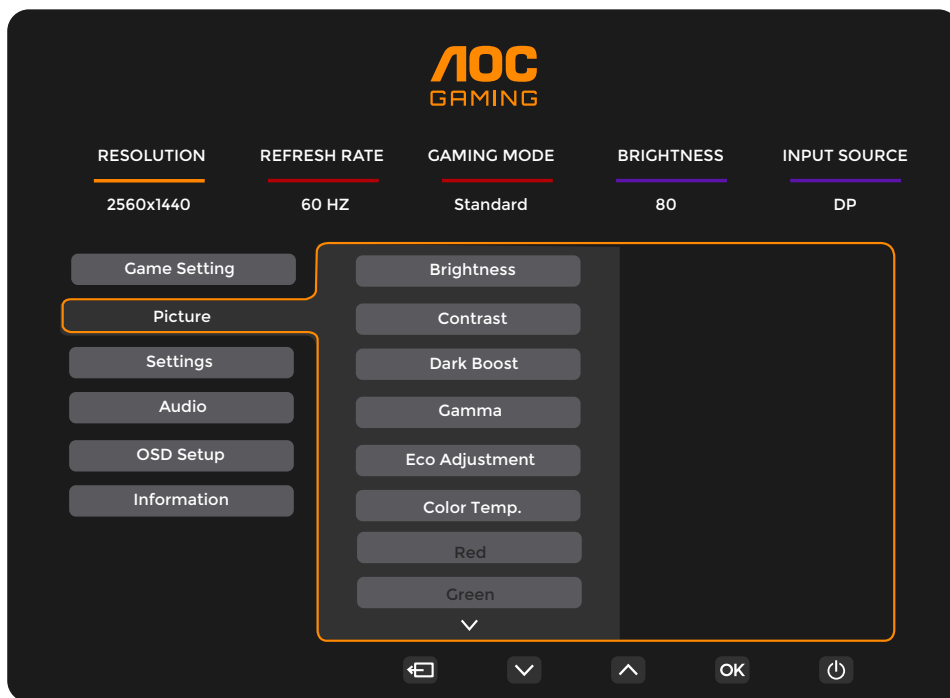 AOC
GAMING
RESOLUTION REFRESH RATE GAMING MODE BRIGHTNESS INPUT SOURCE
2560x1440 60 HZ Standard 80 DP
Game Setting
Picture
Settings
Audio
OSD Setup
Information
Brightness
Contrast
Dark Boost
Gamma
Eco Adjustment
Color Temp.
Red
Green
OK